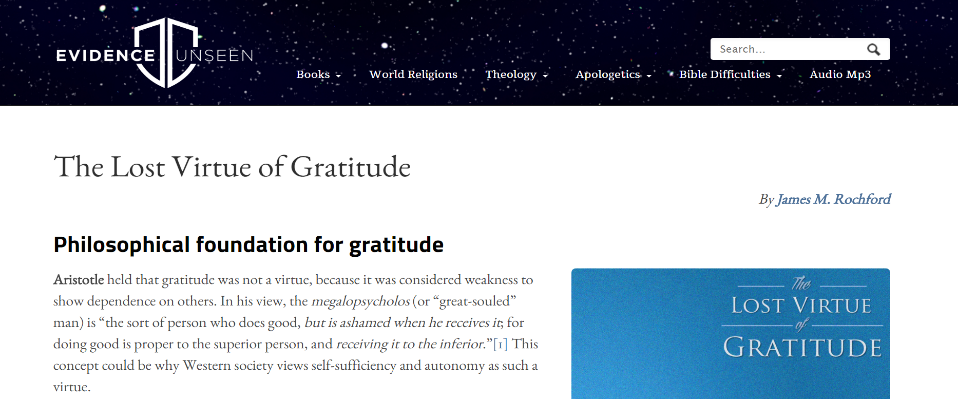 EVIDENCE UNSEEN
Search...
Books World Religions Theology Apologetics Bible Difficulties Audio Mp3
The Lost Virtue of Gratitude
By James M. Rochford
Philosophical foundation for gratitude
Aristotle held that gratitude was not a virtue, because it was considered weakness to
show dependence on others. In his view, the megalopsycholos (or “great-souled”
man) is “the sort of person who does good, but is ashamed when he receives it; for
doing good is proper to the superior person, and receiving it to the inferior.”[1] This
concept could be why Western society views self-sufficiency and autonomy as such a
virtue.
The
LOST VIRTUE
of
GRATITUDE